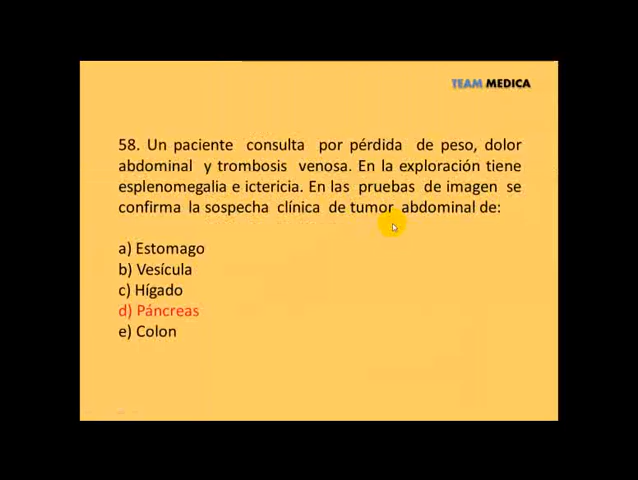 TEAM MEDICA
58. Un paciente consulta por pérdida de peso, dolor
abdominal y trombosis venosa. En la exploración tiene
esplenomegalia e ictericia. En las pruebas de imagen se
confirma la sospecha clínica de tumor abdominal de:
a) Estomago
b) Vesícula
c) Hígado
d) Páncreas
e) Colon